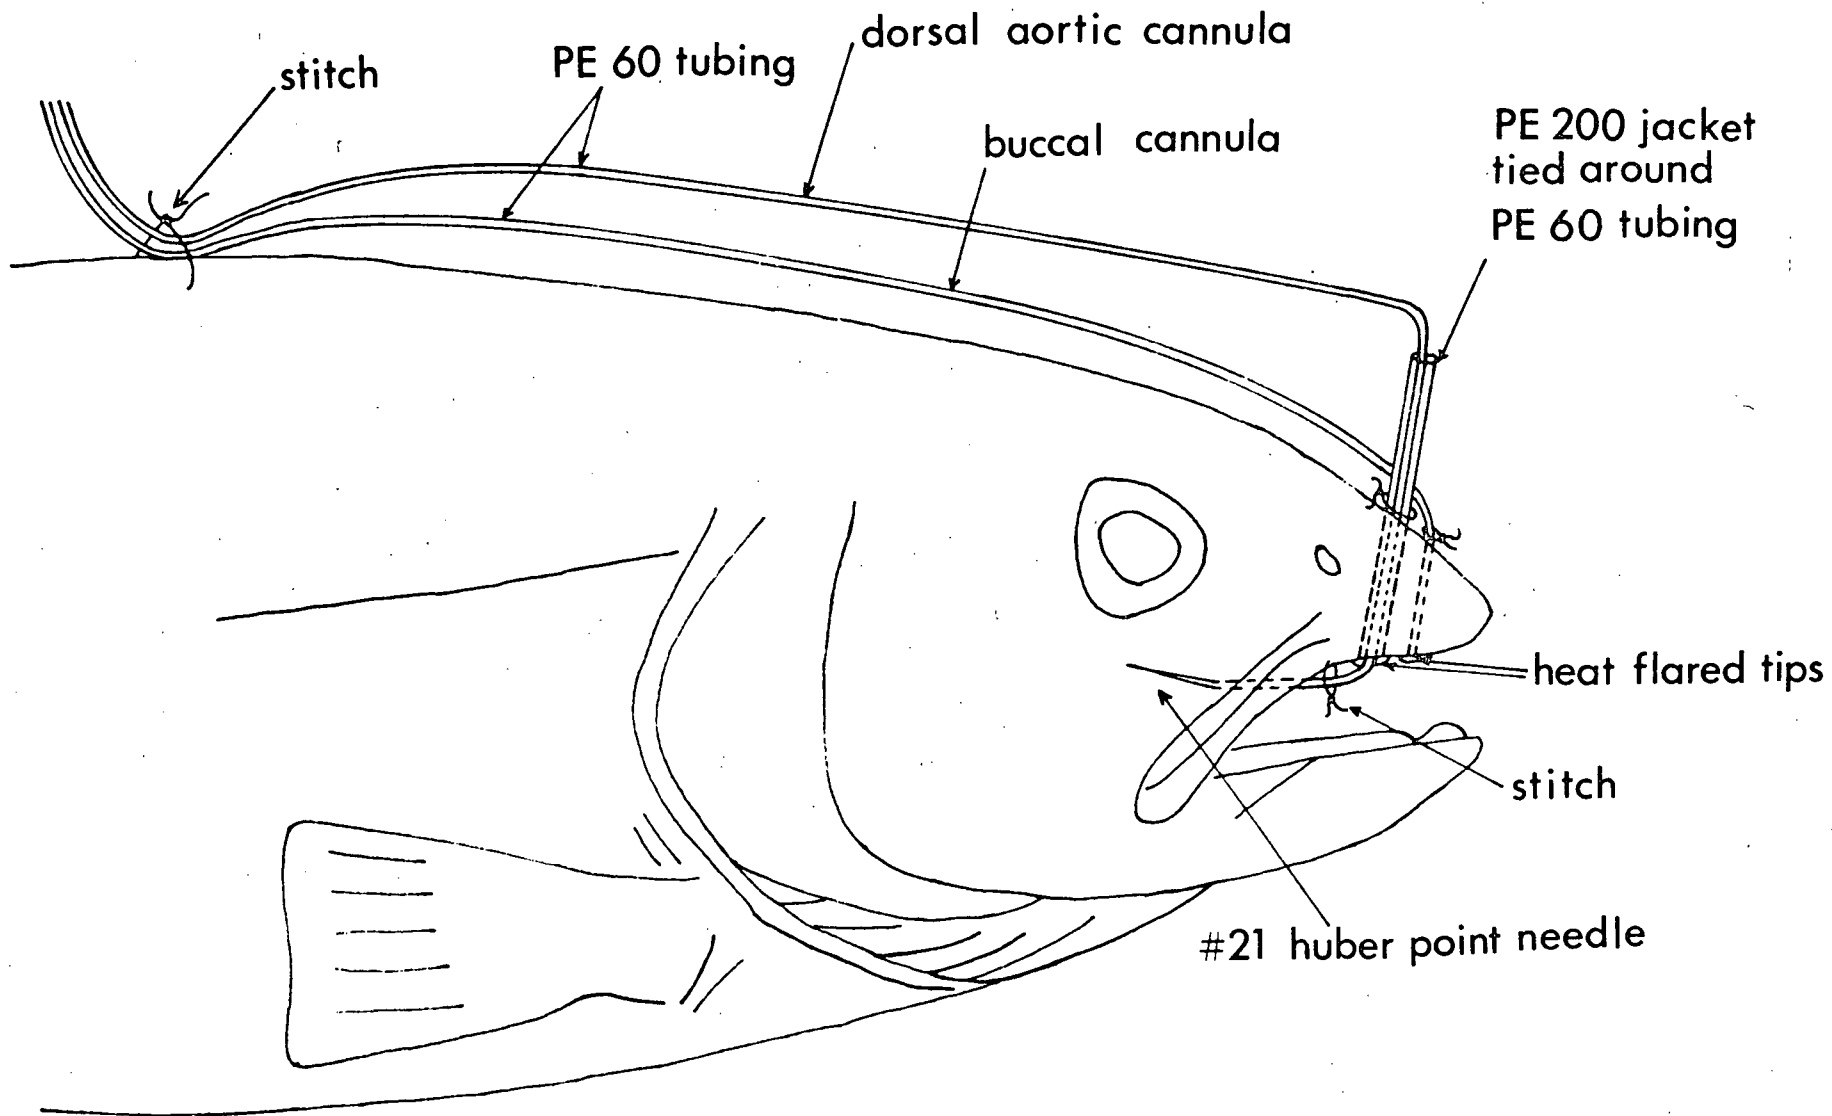 dorsal aortic cannula
PE 60 tubing
stitch
buccal cannula
PE 200 jacket
tied around
PE 60 tubing
heat flared tips
stitch
#21 huber point needle